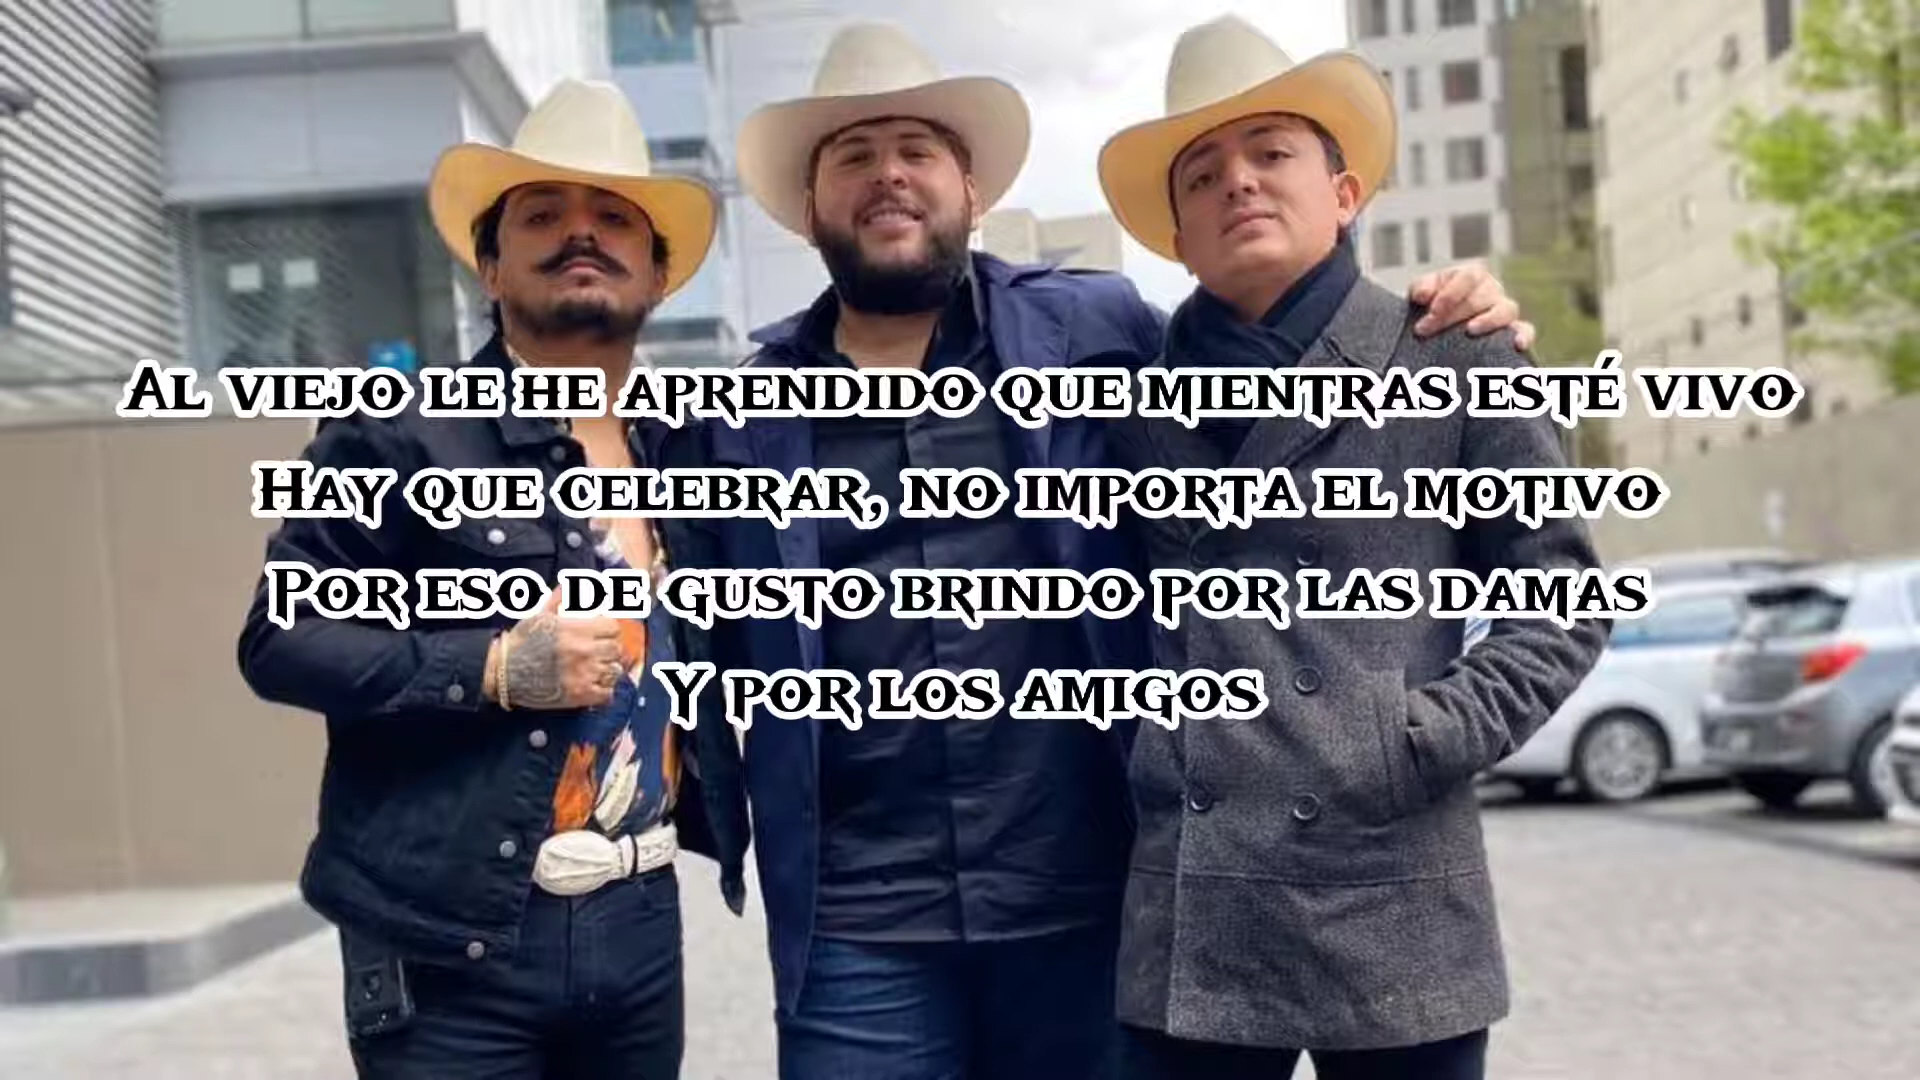 Al viejo le he aprendido que mientras esté vivo
Hay que celebrar, no importa el motivo
Por eso de gusto brindo por las damas
Y por los amigos